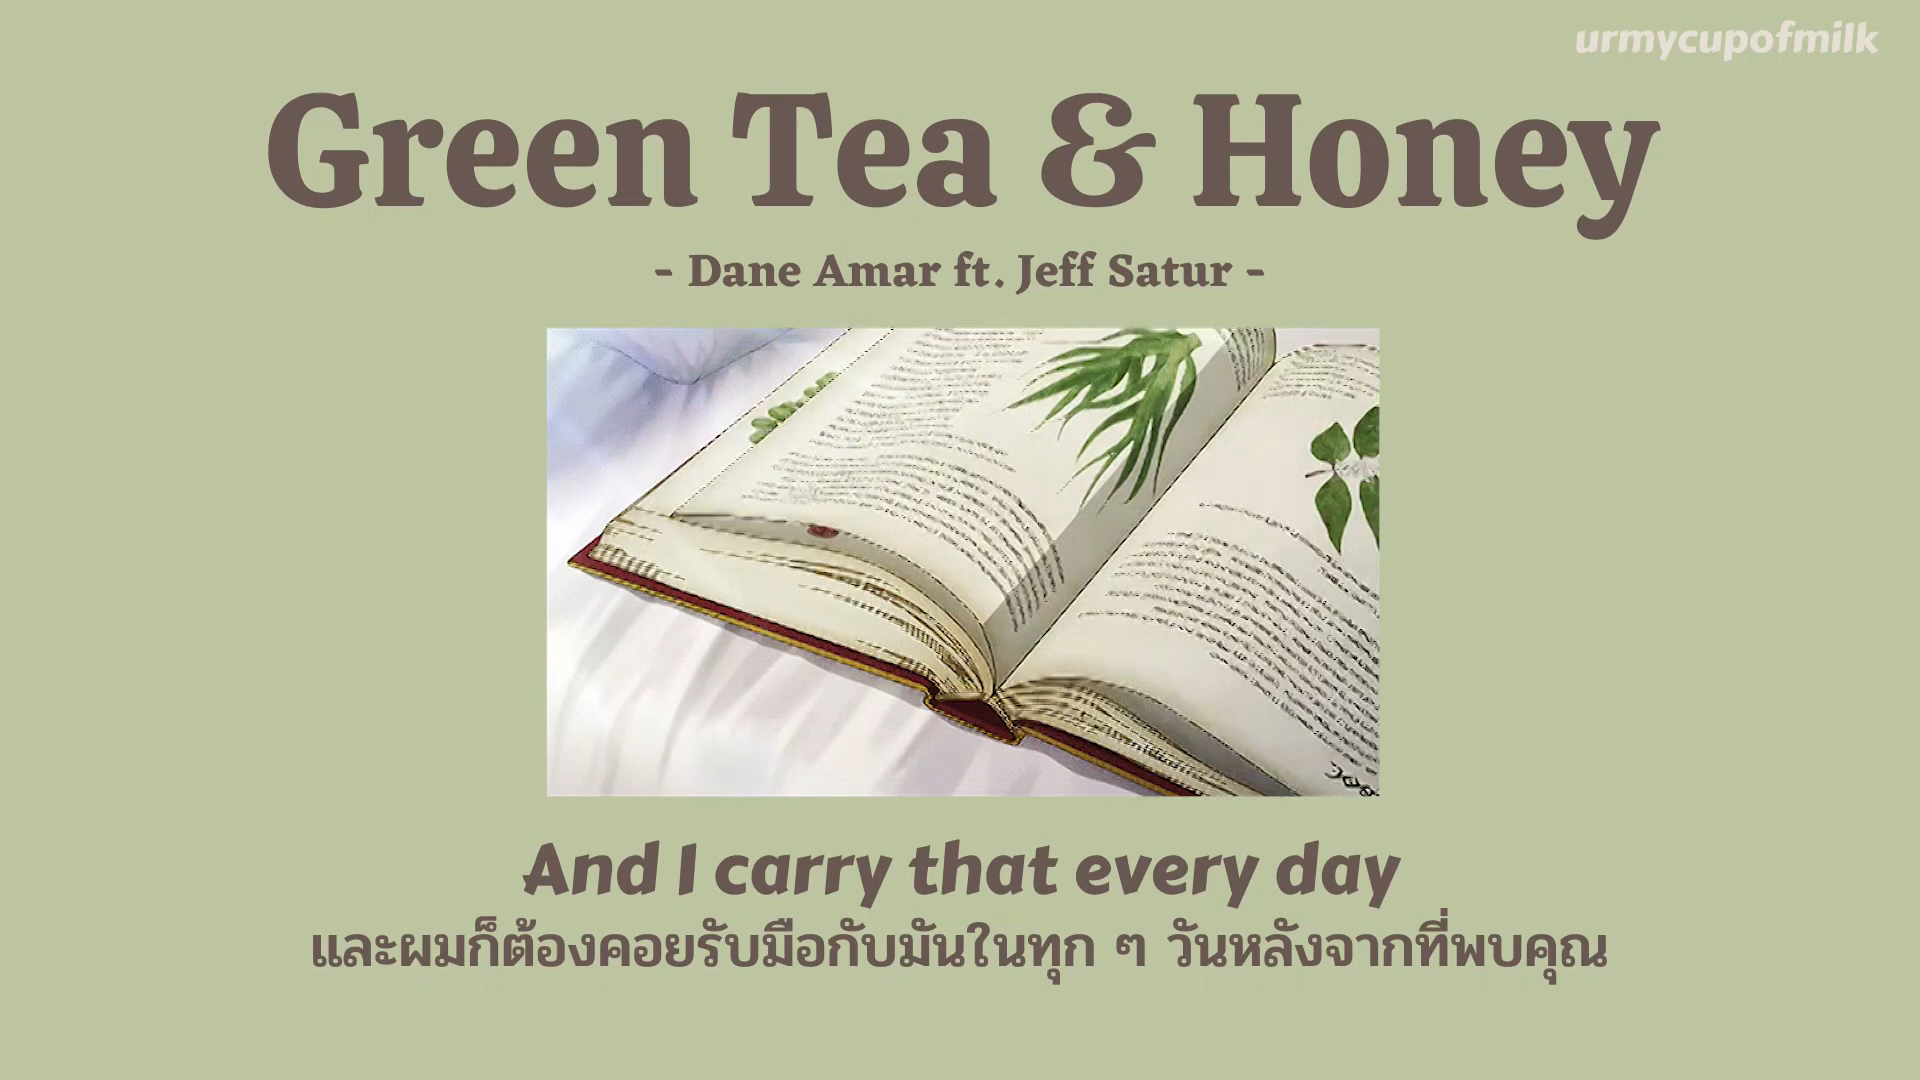 urmycupofmilk
Green Tea & Honey
- Dane Amar ft. Jeff Satur -
And I carry that every day
และผมก็ต้องคอยรับมือกับมันในทุก ๆ วันหลังจากที่พบคุณ